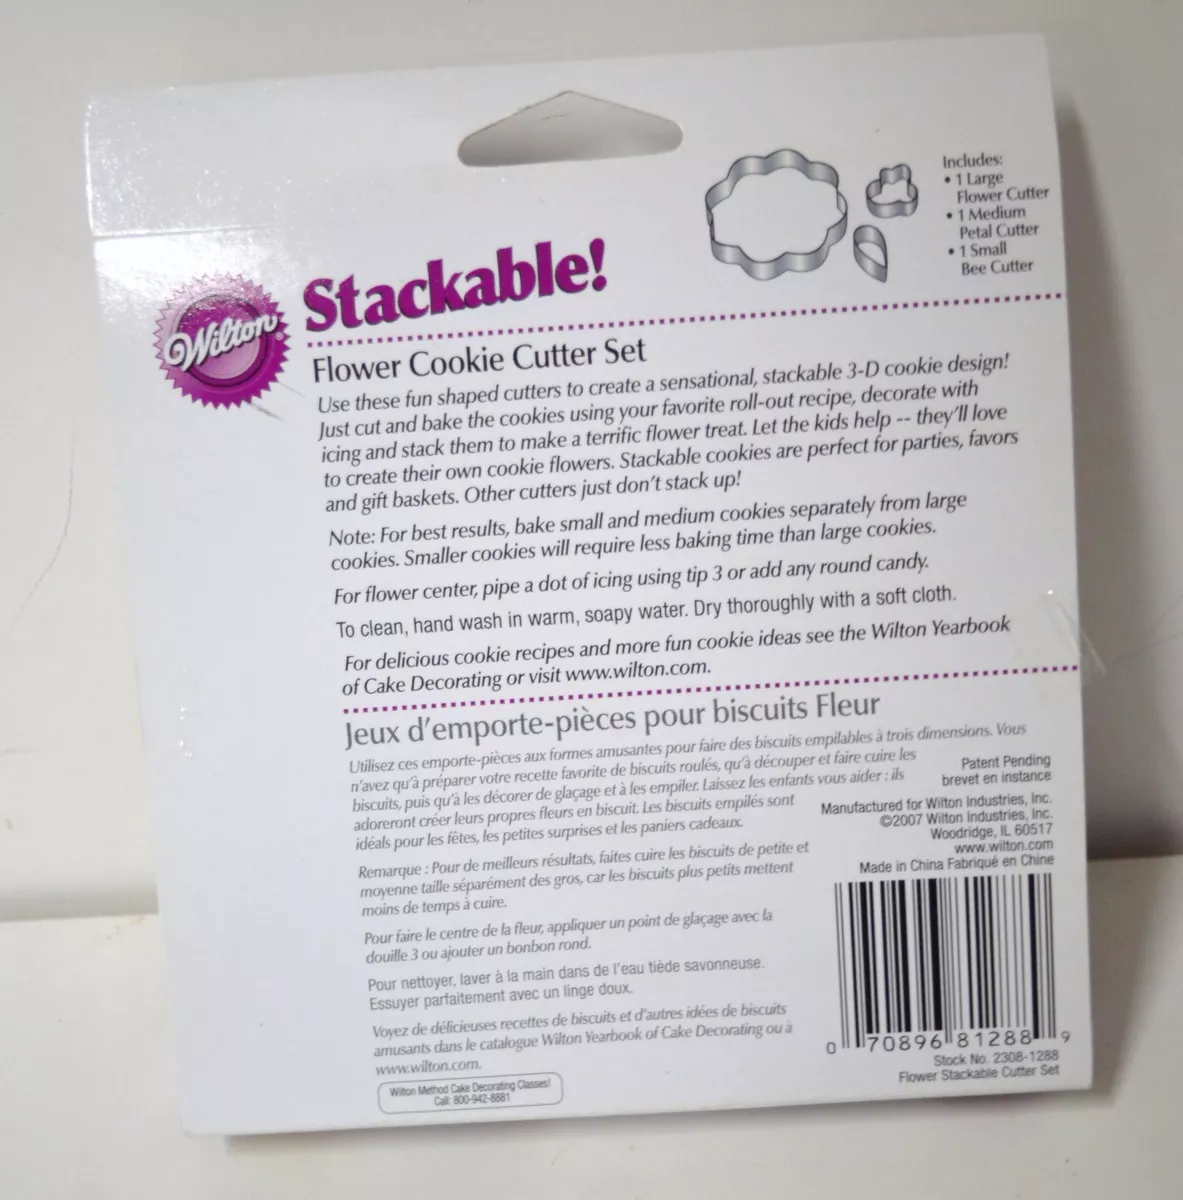 Includes:
• 1 Large
Flower Cutter
• 1 Medium
Petal Cutter
• 1 Small
Bee Cutter
Wilton®
Stackable!
Flower Cookie Cutter Set
Use these fun shaped cutters to create a sensational, stackable 3-D cookie design!
Just cut and bake the cookies using your favorite roll-out recipe, decorate with
icing and stack them to make a terrific flower treat. Let the kids help -- they'll love
to create their own cookie flowers. Stackable cookies are perfect for parties, favors
and gift baskets. Other cutters just don't stack up!
Note: For best results, bake small and medium cookies separately from large
cookies. Smaller cookies will require less baking time than large cookies.
For flower center, pipe a dot of icing using tip 3 or add any round candy.
To clean, hand wash in warm, soapy water. Dry thoroughly with a soft cloth.
For delicious cookie recipes and more fun cookie ideas see the Wilton Yearbook
of Cake Decorating or visit www.wilton.com.
Jeux d'emporte-pièces pour biscuits Fleur
Utilisez ces emporte-pièces aux formes amusantes pour faire des biscuits empilables à trois dimensions. Vous
n'avez qu'à préparer votre recette favorite de biscuits roulés, qu'à découper et faire cuire les
biscuits, puis qu'à les décorer de glaçage et à les empiler. Laissez les enfants vous aider : ils
adoreront créer leurs propres fleurs en biscuit. Les biscuits empilés sont
idéals pour les fêtes, les petites surprises et les paniers cadeaux.
Remarque : Pour de meilleurs résultats, faites cuire les biscuits de petite et
moyenne taille séparément des gros, car les biscuits plus petits mettent
moins de temps à cuire.
Pour faire le centre de la fleur, appliquer un point de glaçage avec la
douille 3 ou ajouter un bonbon rond.
Pour nettoyer, laver à la main dans de l'eau tiède savonneuse.
Essuyer parfaitement avec un linge doux.
Voyez de délicieuses recettes de biscuits et d'autres idées de biscuits
amusants dans le catalogue Wilton Yearbook of Cake Decorating ou à
www.wilton.com.
Wilton Method Cake Decorating Classes!
Call: 800-942-8881
Patent Pending
brevet en instance
Manufactured for Wilton Industries, Inc.
©2007 Wilton Industries, Inc.
Woodridge, IL 60517
www.wilton.com
Made in China Fabriqué en Chine
0 70896 81288 9
Stock No. 2308-1288
Flower Stackable Cutter Set